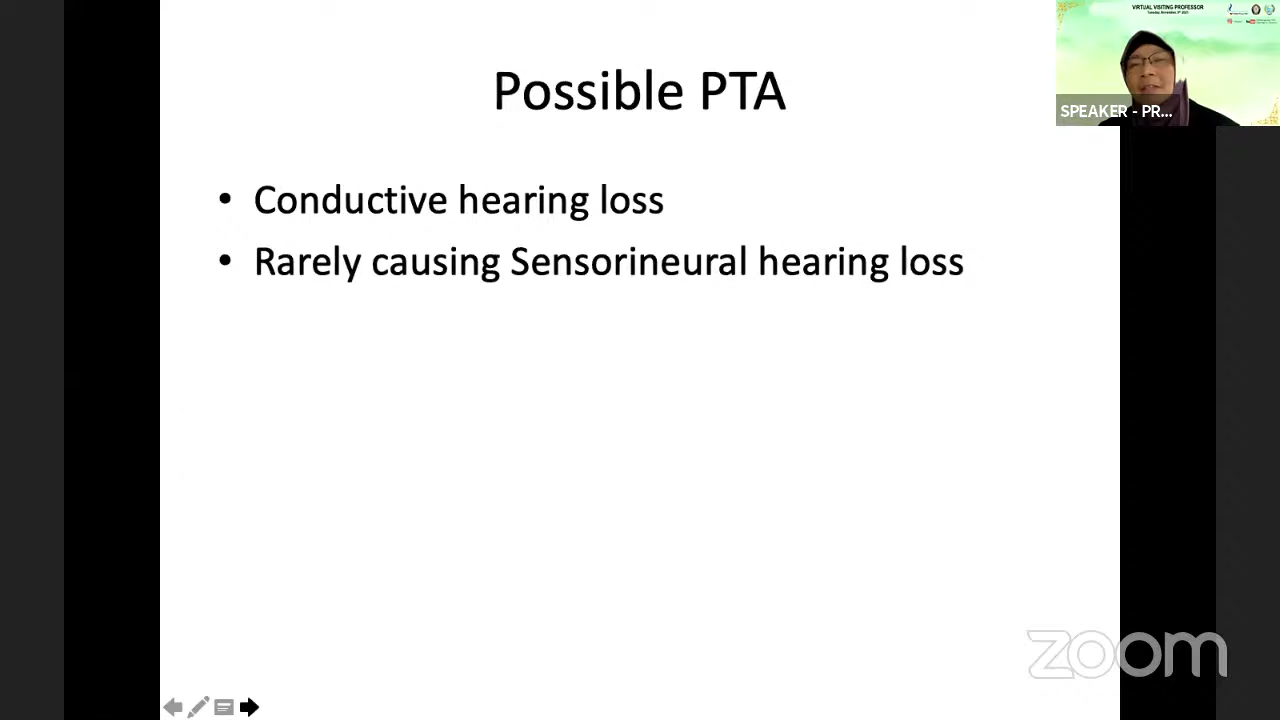 VIRTUAL VISITING PROFESSOR
Possible PTA
SPEAKER - PR...
• Conductive hearing loss
• Rarely causing Sensorineural hearing loss
zoom